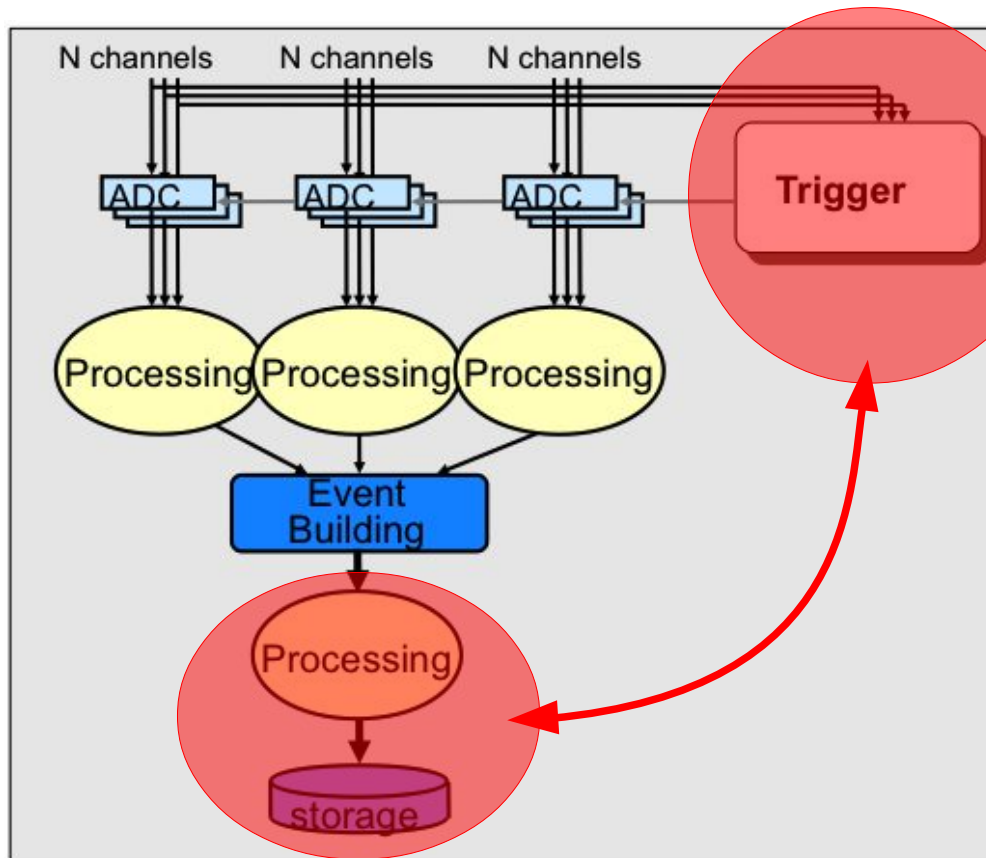 N channels N channels N channels
Trigger
ADC ADC ADC
Processing Processing Processing
Event
Building
Processing
storage